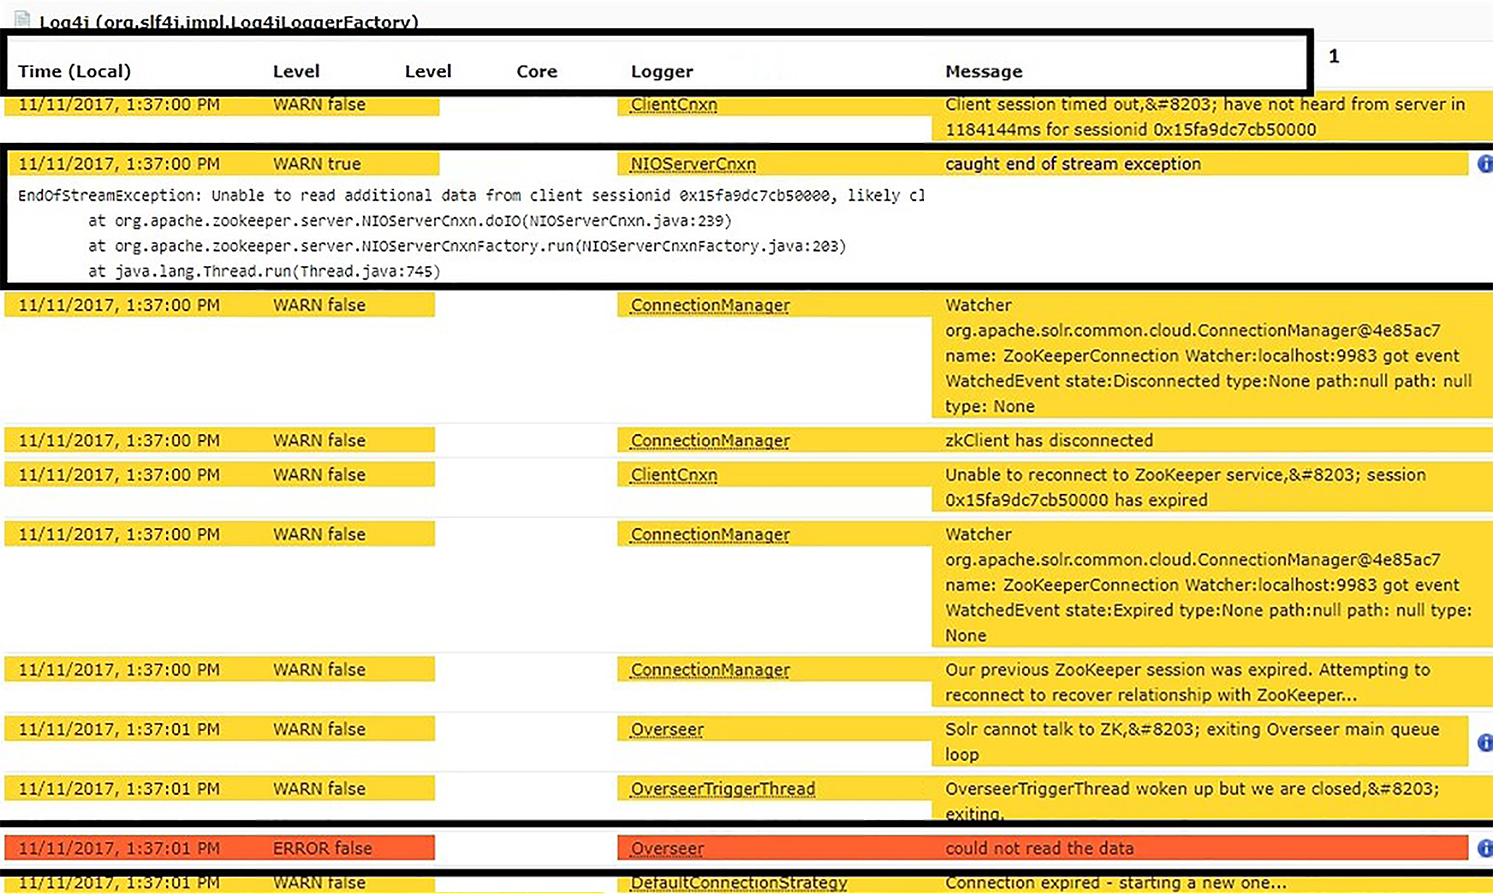 Log4j (org.slf4j.impl.Log4jLoggerFactory)
1
Time (Local) Level Level Core Logger Message
11/11/2017, 1:37:00 PM WARN false ClientCnxn Client session timed out,&#8203; have not heard from server in
1184144ms for sessionid 0x15fa9dc7cb50000
11/11/2017, 1:37:00 PM WARN true NIOServerCnxn caught end of stream exception
EndOfStreamException: Unable to read additional data from client sessionid 0x15fa9dc7cb50000, likely cl
at org.apache.zookeeper.server.NIOServerCnxn.doIO(NIOServerCnxn.java:239)
at org.apache.zookeeper.server.NIOServerCnxnFactory.run(NIOServerCnxnFactory.java:203)
at java.lang.Thread.run(Thread.java:745)
11/11/2017, 1:37:00 PM WARN false ConnectionManager Watcher
org.apache.solr.common.cloud.ConnectionManager@4e85ac7
name: ZooKeeperConnection Watcher:localhost:9983 got event
WatchedEvent state:Disconnected type:None path:null path: null
type: None
11/11/2017, 1:37:00 PM WARN false ConnectionManager zkClient has disconnected
11/11/2017, 1:37:00 PM WARN false ClientCnxn Unable to reconnect to ZooKeeper service,&#8203; session
0x15fa9dc7cb50000 has expired
11/11/2017, 1:37:00 PM WARN false ConnectionManager Watcher
org.apache.solr.common.cloud.ConnectionManager@4e85ac7
name: ZooKeeperConnection Watcher:localhost:9983 got event
WatchedEvent state:Expired type:None path:null path: null type:
None
11/11/2017, 1:37:00 PM WARN false ConnectionManager Our previous ZooKeeper session was expired. Attempting to
reconnect to recover relationship with ZooKeeper...
11/11/2017, 1:37:01 PM WARN false Overseer Solr cannot talk to ZK,&#8203; exiting Overseer main queue
loop
11/11/2017, 1:37:01 PM WARN false OverseerTriggerThread OverseerTriggerThread woken up but we are closed,&#8203;
exiting.
11/11/2017, 1:37:01 PM ERROR false Overseer could not read the data
11/11/2017, 1:37:01 PM WARN false DefaultConnectionStrategy Connection expired - starting a new one...